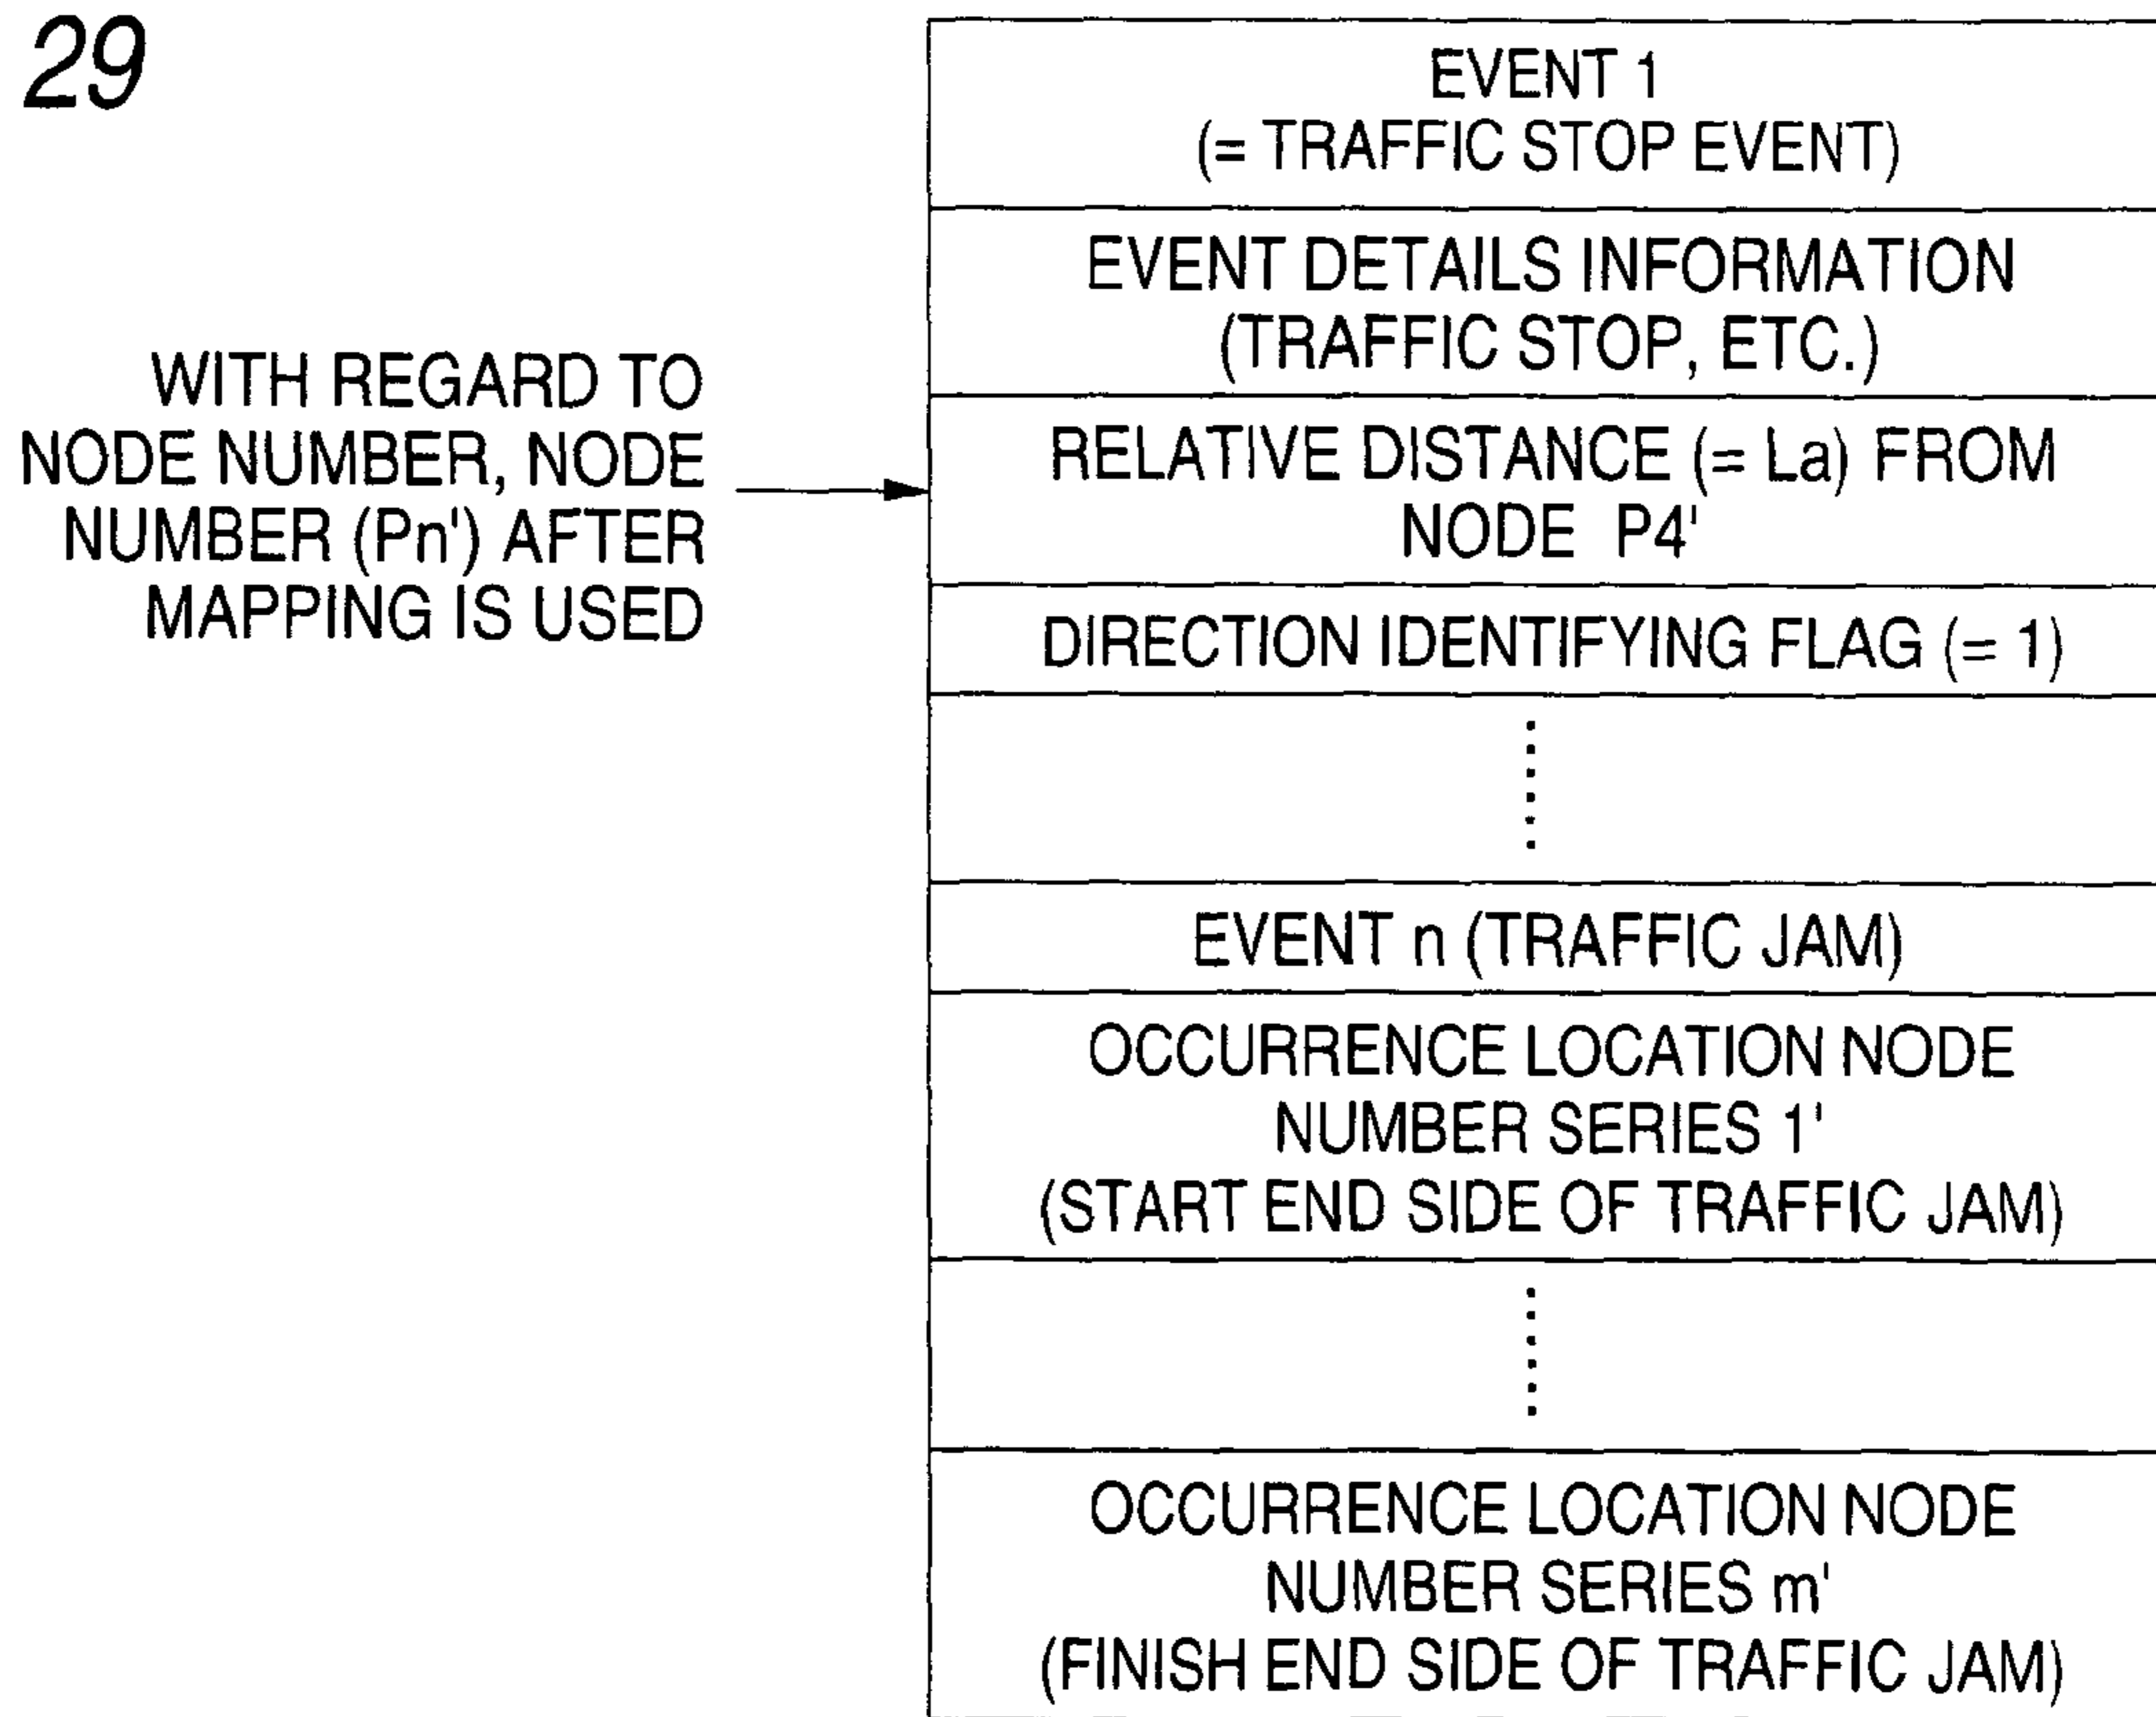 29
EVENT 1
(= TRAFFIC STOP EVENT)
EVENT DETAILS INFORMATION
(TRAFFIC STOP, ETC.)
WITH REGARD TO
NODE NUMBER, NODE
NUMBER (Pn') AFTER
MAPPING IS USED
RELATIVE DISTANCE (= La) FROM
NODE P4'
DIRECTION IDENTIFYING FLAG (= 1)
EVENT n (TRAFFIC JAM)
OCCURRENCE LOCATION NODE
NUMBER SERIES 1'
(START END SIDE OF TRAFFIC JAM)
OCCURRENCE LOCATION NODE
NUMBER SERIES m'
(FINISH END SIDE OF TRAFFIC JAM)